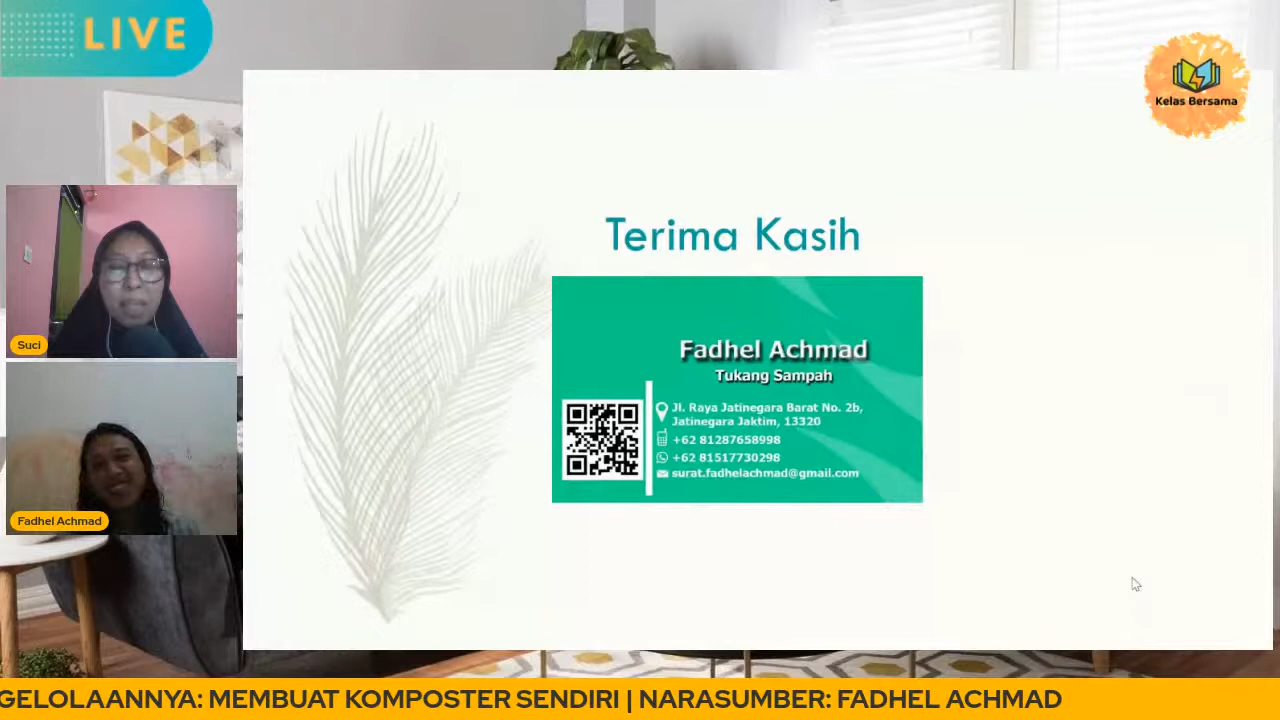 LIVE
Kelas Bersama
Terima Kasih
Fadhel Achmad
Tukang Sampah
Jl. Raya Jatinegara Barat No. 2b,
Jatinegara Jaktim, 13320
+62 81287658998
+62 81517730298
surat.fadhelachmad@gmail.com
Suci
Fadhel Achmad
GELOLAANNYA: MEMBUAT KOMPOSTER SENDIRI | NARASUMBER: FADHEL ACHMAD